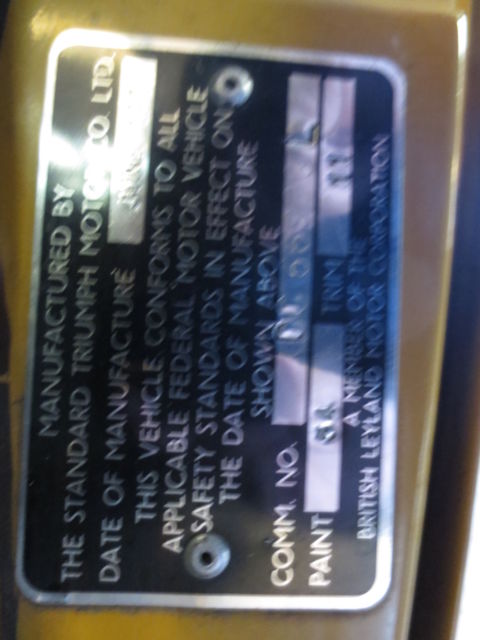 MANUFACTURED BY
THE STANDARD TRIUMPH MOTOR CO. LTD.
DATE OF MANUFACTURE
THIS VEHICLE CONFORMS TO ALL
APPLICABLE FEDERAL MOTOR VEHICLE
SAFETY STANDARDS IN EFFECT ON
THE DATE OF MANUFACTURE
SHOWN ABOVE
COMM. NO.
PAINT TRIM 11
A MEMBER OF THE
BRITISH LEYLAND MOTOR CORPORATION